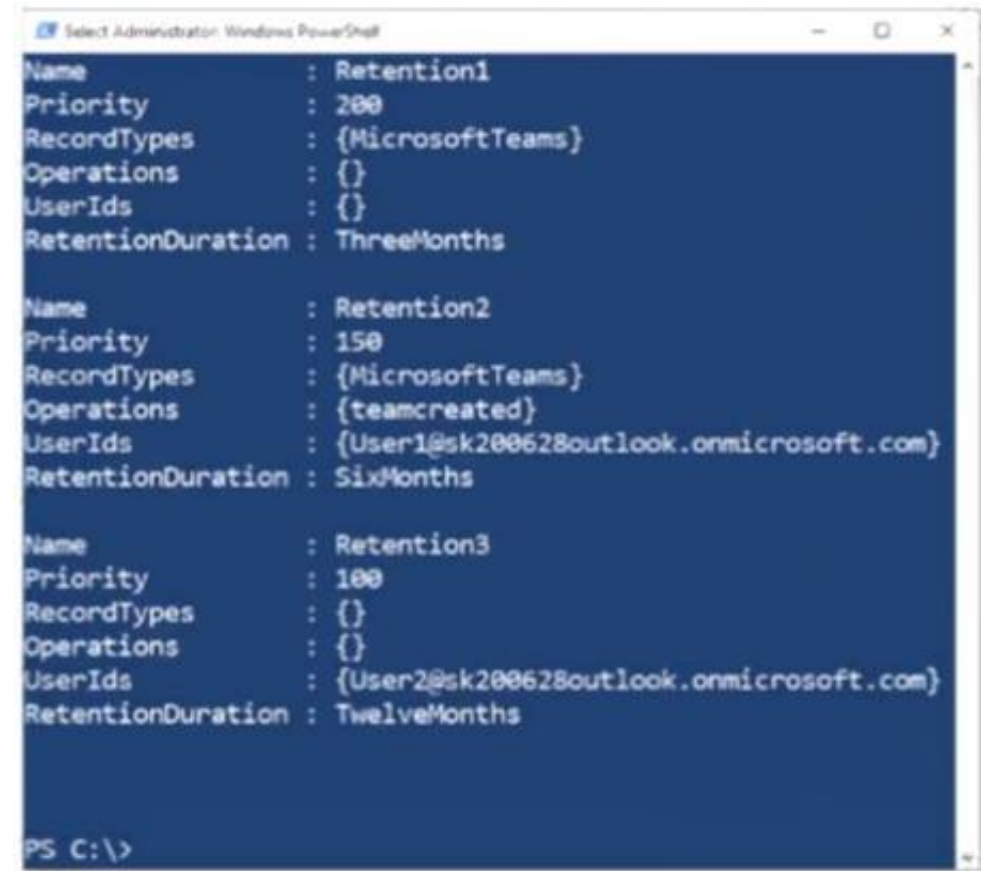 Select Administrator: Windows PowerShell
Name : Retention1
Priority : 200
RecordTypes : {MicrosoftTeams}
Operations : {}
UserIds : {}
RetentionDuration : ThreeMonths
Name : Retention2
Priority : 150
RecordTypes : {MicrosoftTeams}
Operations : {teamcreated}
UserIds : {User1@sk200628outlook.onmicrosoft.com}
RetentionDuration : SixMonths
Name : Retention3
Priority : 100
RecordTypes : {}
Operations : {}
UserIds : {User2@sk200628outlook.onmicrosoft.com}
RetentionDuration : TwelveMonths
PS C:\>